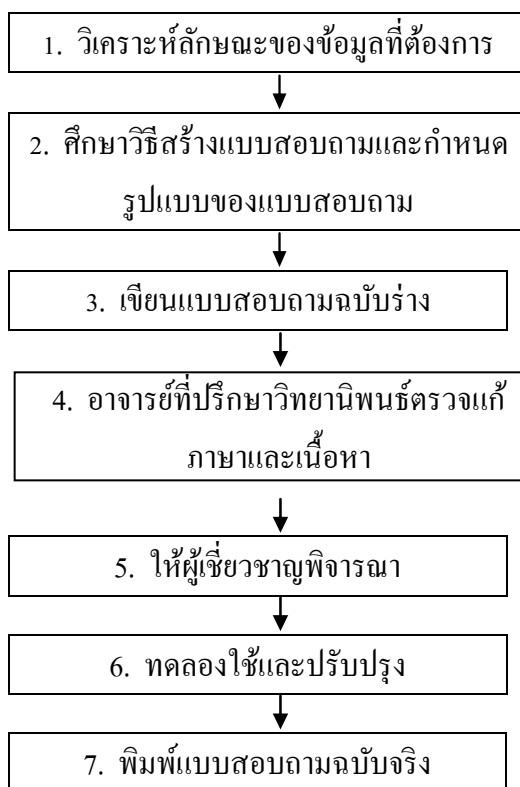 1. วิเคราะห์ลักษณะของข้อมูลที่ต้องการ
2. ศึกษาวิธีสร้างแบบสอบถามและกำหนด
รูปแบบของแบบสอบถาม
3. เขียนแบบสอบถามฉบับร่าง
4. อาจารย์ที่ปรึกษาวิทยานิพนธ์ตรวจแก้
ภาษาและเนื้อหา
5. ให้ผู้เชี่ยวชาญพิจารณา
6. ทดลองใช้และปรับปรุง
7. พิมพ์แบบสอบถามฉบับจริง